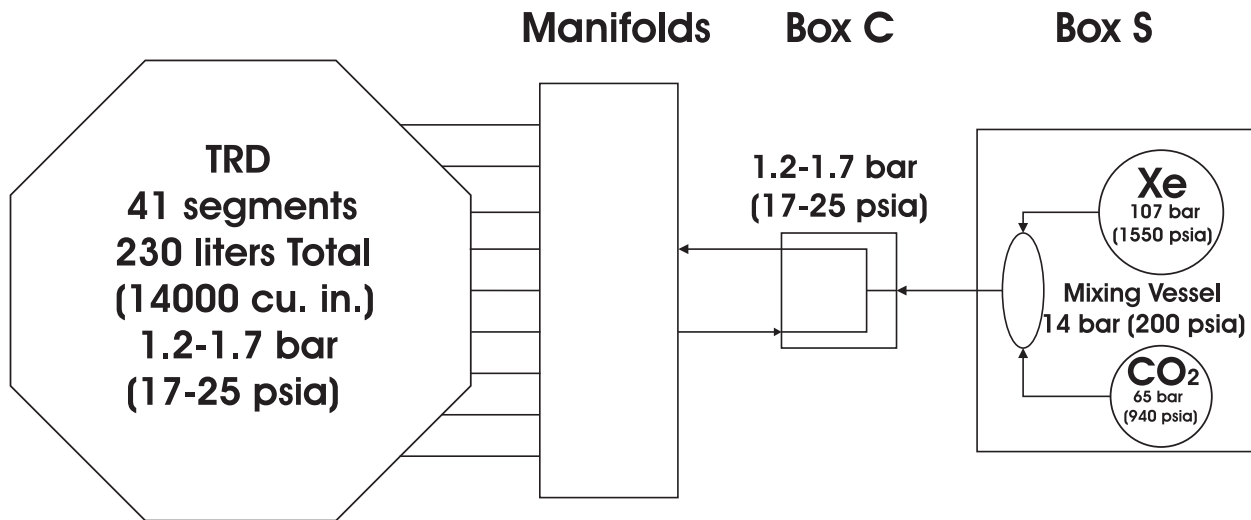 Manifolds
Box C
Box S
TRD
41 segments
230 liters Total
(14000 cu. in.)
1.2-1.7 bar
(17-25 psia)
1.2-1.7 bar
(17-25 psia)
Xe
107 bar
(1550 psia)
Mixing Vessel
14 bar (200 psia)
CO₂
65 bar
(940 psia)